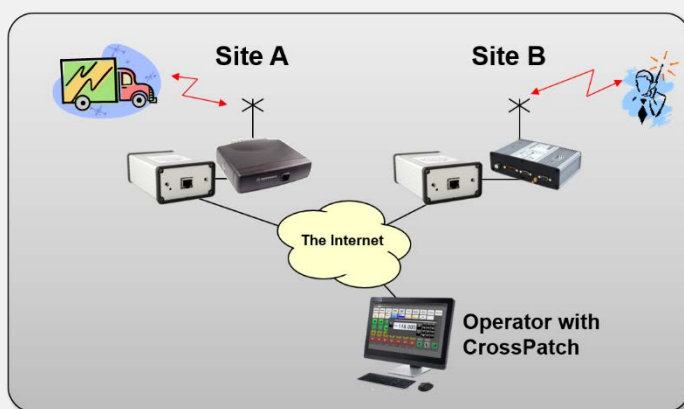 Site A
Site B
The Internet
Operator with
CrossPatch